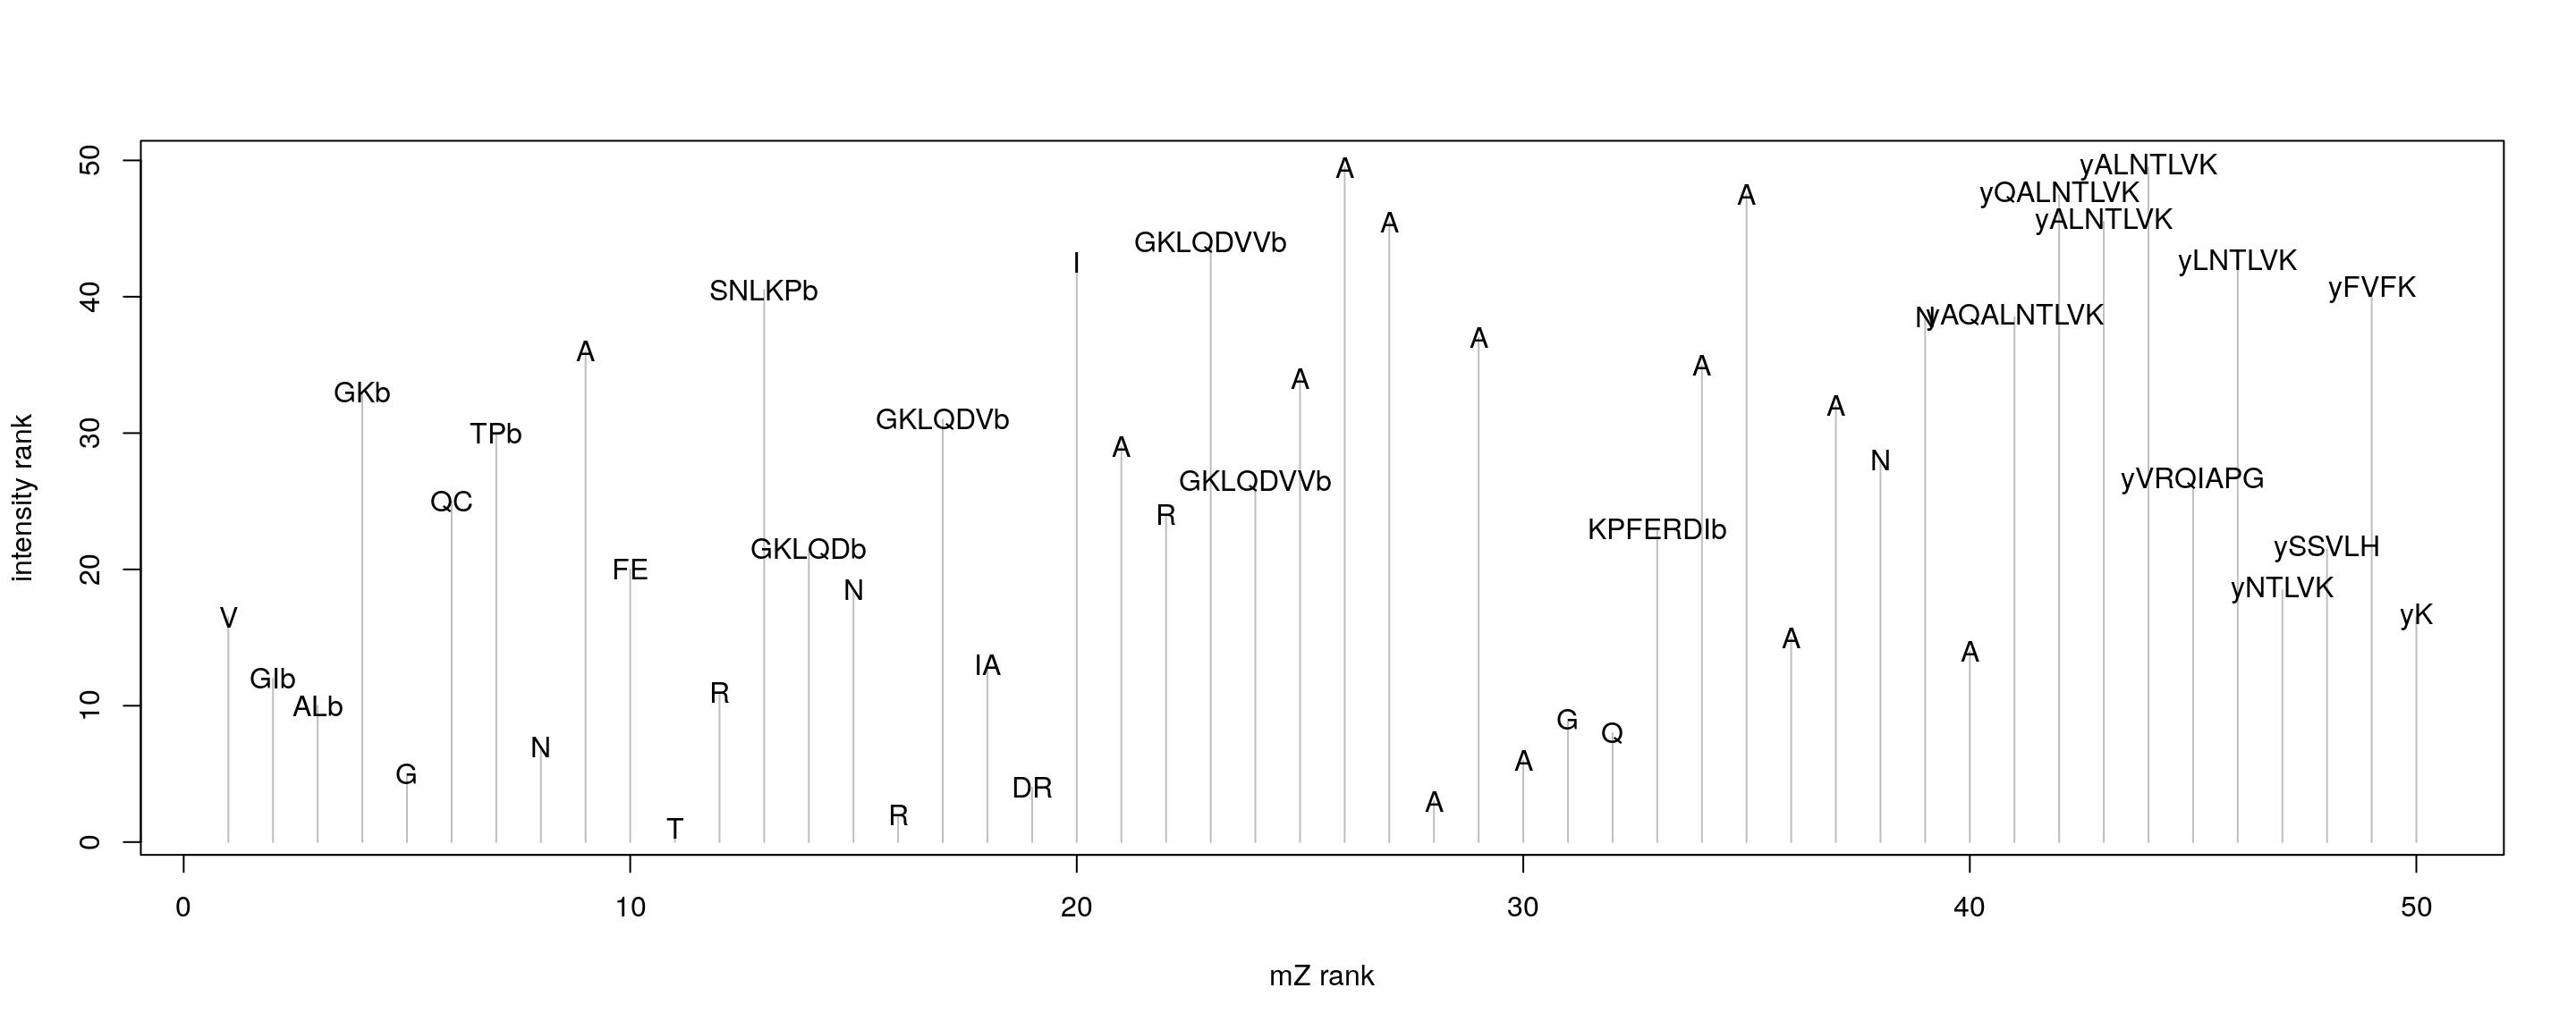 yALNTLVK
A
yQALNTLVK
A
yALNTLVK
A
GKLQDVVb
I
yLNTLVK
yFVFK
SNLKPb
N
yAQALNTLVK
A
A
A
A
GKb
A
GKLQDVb
TPb
A
N
yVRQIAPG
GKLQDVVb
QC
R
KPFERDIb
ySSVLH
GKLQDb
FE
yNTLVK
N
yK
V
A
A
IA
GIb
R
ALb
G
Q
N
A
G
DR
A
R
T
50
40
30
20
10
0
intensity rank
0 10 20 30 40 50
mZ rank